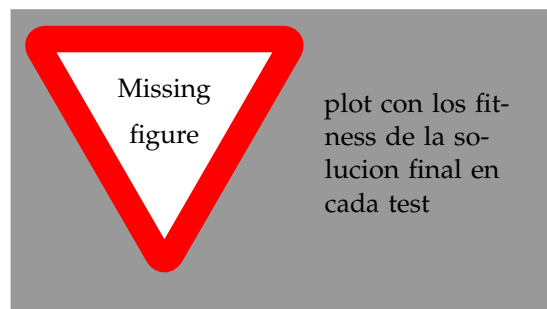 Missing
figure
plot con los fit-
ness de la so-
lucion final en
cada test